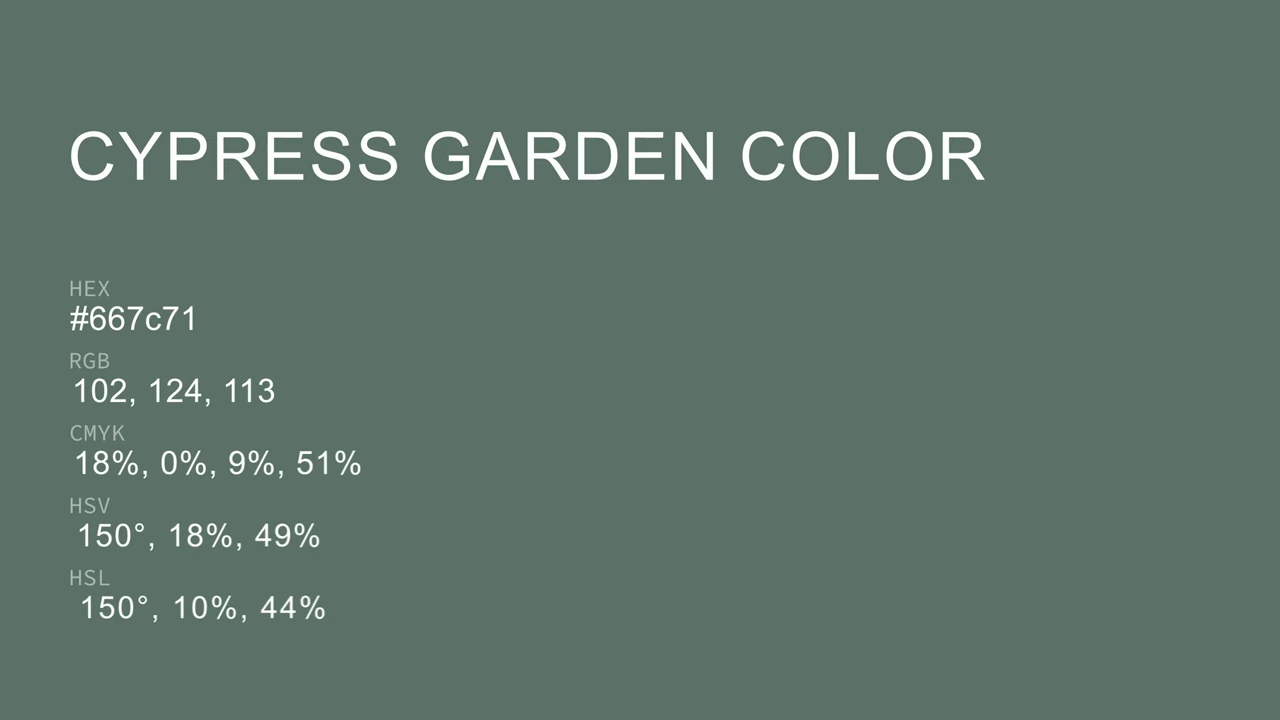 CYPRESS GARDEN COLOR
HEX
#667c71
RGB
102, 124, 113
CMYK
18%, 0%, 9%, 51%
HSV
150°, 18%, 49%
HSL
150°, 10%, 44%